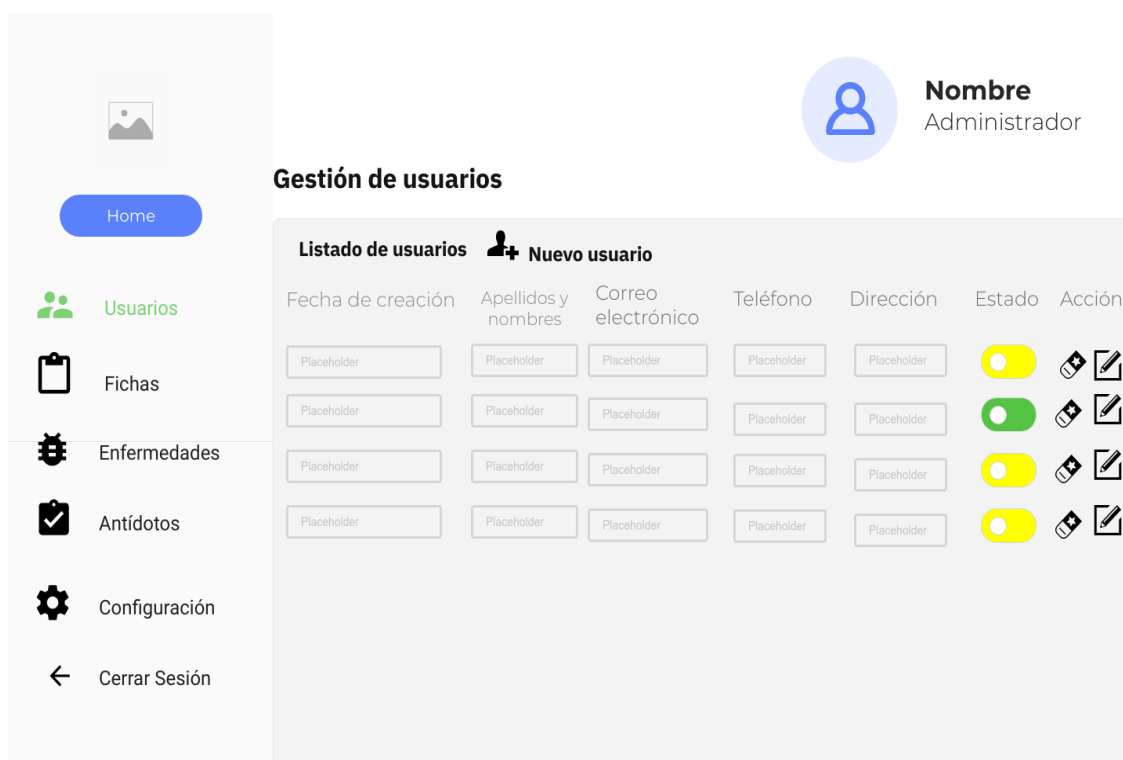 Nombre
Administrador
Gestión de usuarios
Home
Listado de usuarios
Nuevo usuario
Fecha de creación
Apellidos y
nombres
Correo
electrónico
Teléfono
Dirección
Estado
Acción
Usuarios
Fichas
Enfermedades
Antídotos
Configuración
Cerrar Sesión
Placeholder Placeholder Placeholder Placeholder Placeholder
Placeholder Placeholder Placeholder Placeholder Placeholder
Placeholder Placeholder Placeholder Placeholder Placeholder
Placeholder Placeholder Placeholder Placeholder Placeholder